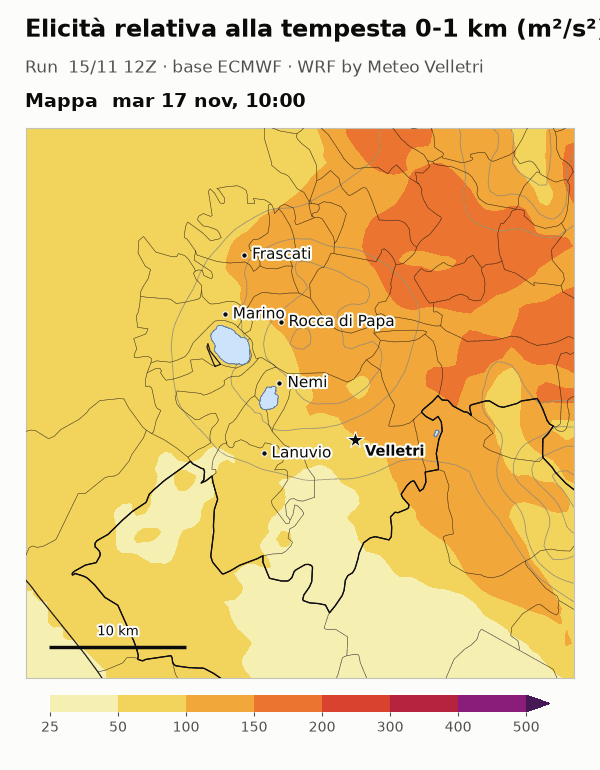 Elicità relativa alla tempesta 0-1 km (m²/s²)
Run  15/11 12Z · base ECMWF · WRF by Meteo Velletri
Mappa  mar 17 nov, 10:00
Frascati
Marino
Rocca di Papa
Nemi
Velletri
Lanuvio
10 km
25 50 100 150 200 300 400 500